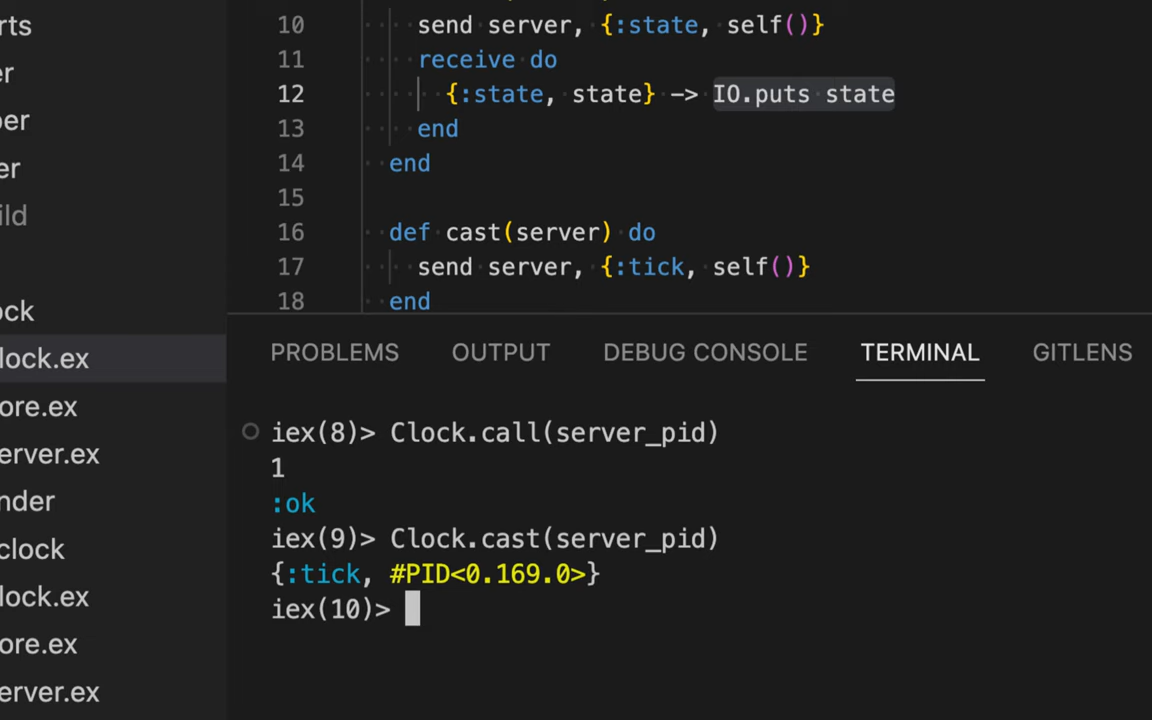 rts
er
per
er
ild
ock
lock.ex
ore.ex
erver.ex
nder
clock
lock.ex
ore.ex
erver.ex
10 send server, {:state, self()}
11 receive do
12 {:state, state} -> IO.puts state
13 end
14 end
15
16 def cast(server) do
17 send server, {:tick, self()}
18 end
PROBLEMS OUTPUT DEBUG CONSOLE TERMINAL GITLENS
iex(8)> Clock.call(server_pid)
1
:ok
iex(9)> Clock.cast(server_pid)
{:tick, #PID<0.169.0>}
iex(10)>